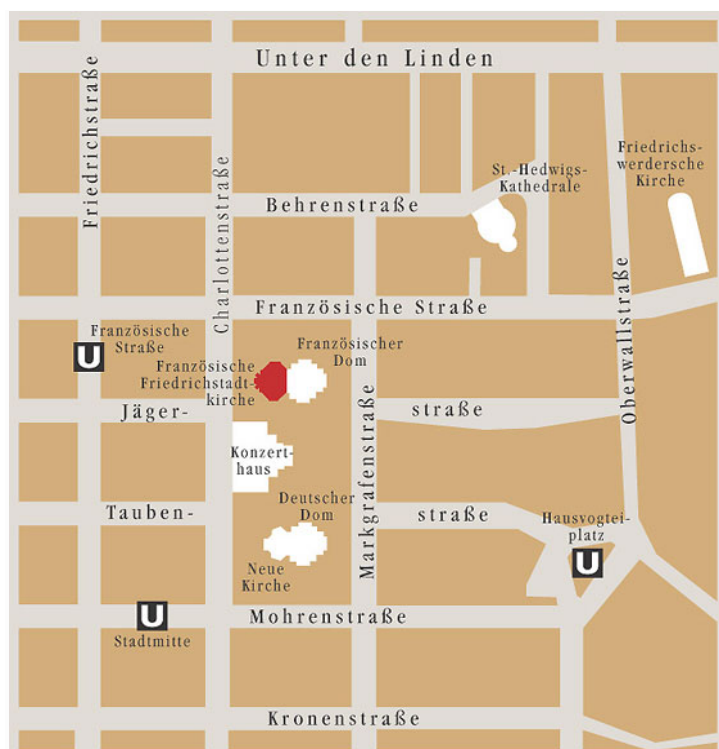 Unter den Linden
Friedrichstraße
Charlottenstraße
St.-Hedwigs-
Kathedrale
Friedrichs-
werdersche
Kirche
Behrenstraße
Oberwallstraße
Französische Straße
Französische
Straße
U
Französischer
Dom
Französische
Friedrichstadt-
kirche
Jäger-
straße
Markgrafenstraße
Konzert-
haus
Deutscher
Dom
Tauben-
straße
Hausvogtei-
platz
U
Neue
Kirche
U
Stadtmitte
Mohrenstraße
Kronenstraße